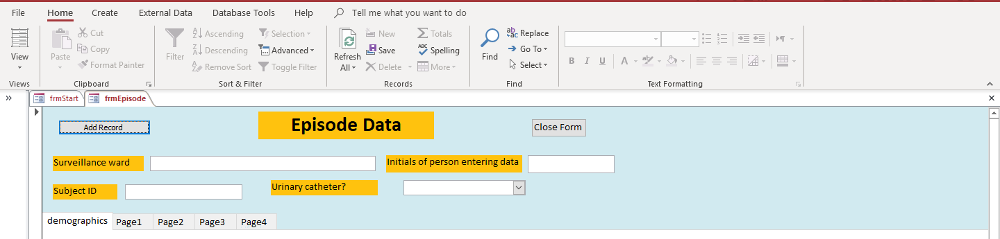 File Home Create External Data Database Tools Help Tell me what you want to do
View
Views
Paste
Cut
Copy
Format Painter
Clipboard
Filter
Ascending
Descending
Remove Sort
Selection
Advanced
Toggle Filter
Sort & Filter
Refresh
All
New
Save
Delete
Totals
Spelling
More
Records
Find
Replace
Go To
Select
Find
B I U A
Text Formatting
frmStart frmEpisode
Add Record
Episode Data
Close Form
Surveillance ward
Initials of person entering data
Subject ID
Urinary catheter?
demographics Page1 Page2 Page3 Page4